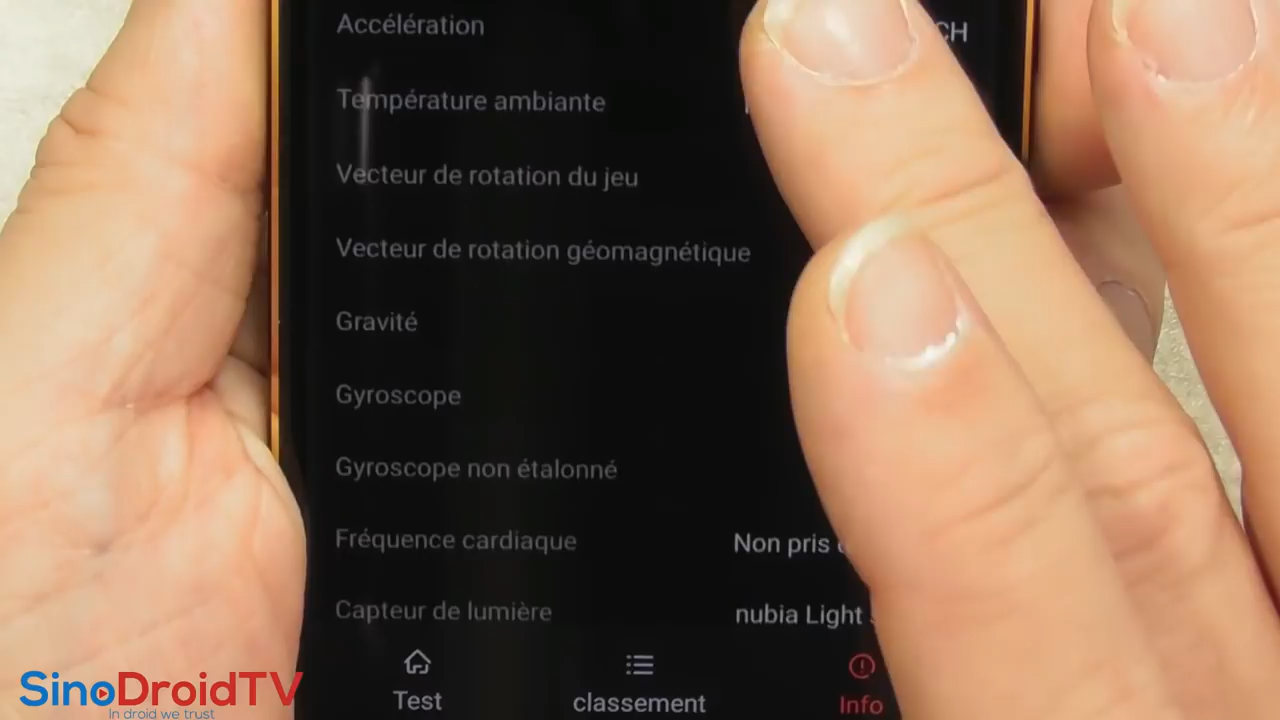 Accélération
CH
Température ambiante
Vecteur de rotation du jeu
Vecteur de rotation géomagnétique
Gravité
Gyroscope
Gyroscope non étalonné
Fréquence cardiaque Non pris
Capteur de lumière nubia Light
Test classement Info
SinoDroidTV
In droid we trust